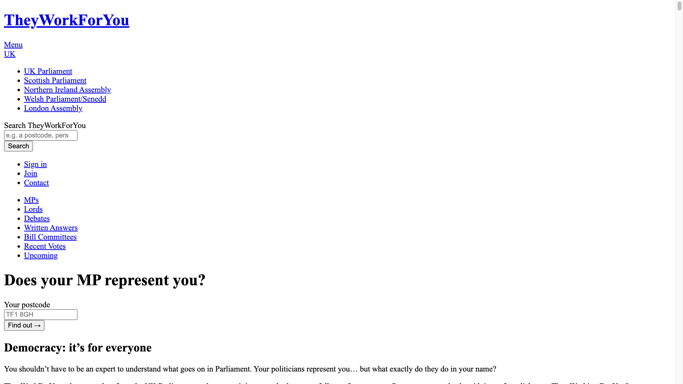 TheyWorkForYou
Menu
UK
UK Parliament
Scottish Parliament
Northern Ireland Assembly
Welsh Parliament/Senedd
London Assembly
Search TheyWorkForYou
e.g. a postcode, pers
Search
Sign in
Join
Contact
MPs
Lords
Debates
Written Answers
Bill Committees
Recent Votes
Upcoming
Does your MP represent you?
Your postcode
TF1 8GH
Find out →
Democracy: it’s for everyone
You shouldn’t have to be an expert to understand what goes on in Parliament. Your politicians represent you… but what exactly do they do in your name?